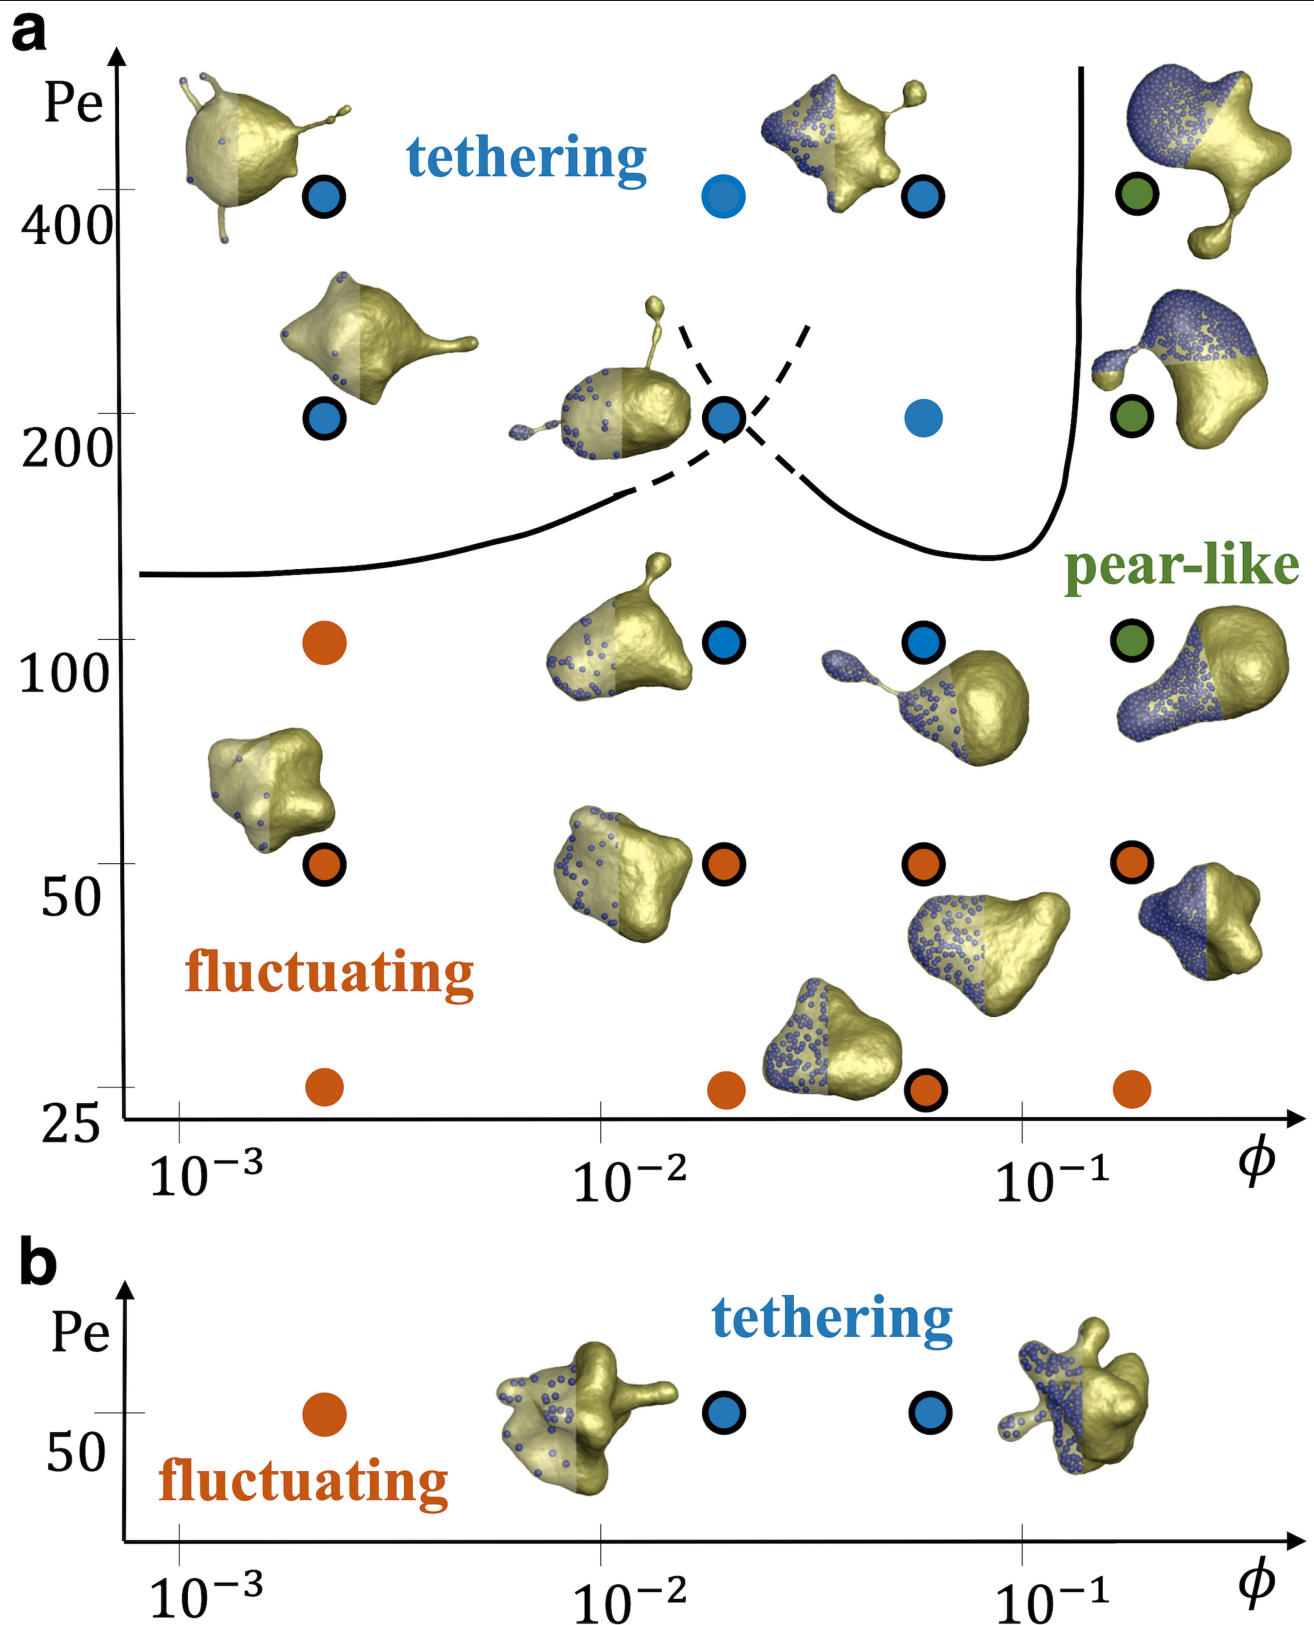 a
Pe
tethering
400
200
pear-like
100
50
fluctuating
25
10⁻³
10⁻²
10⁻¹
ϕ
b
Pe
tethering
50
fluctuating
10⁻³
10⁻²
10⁻¹
ϕ